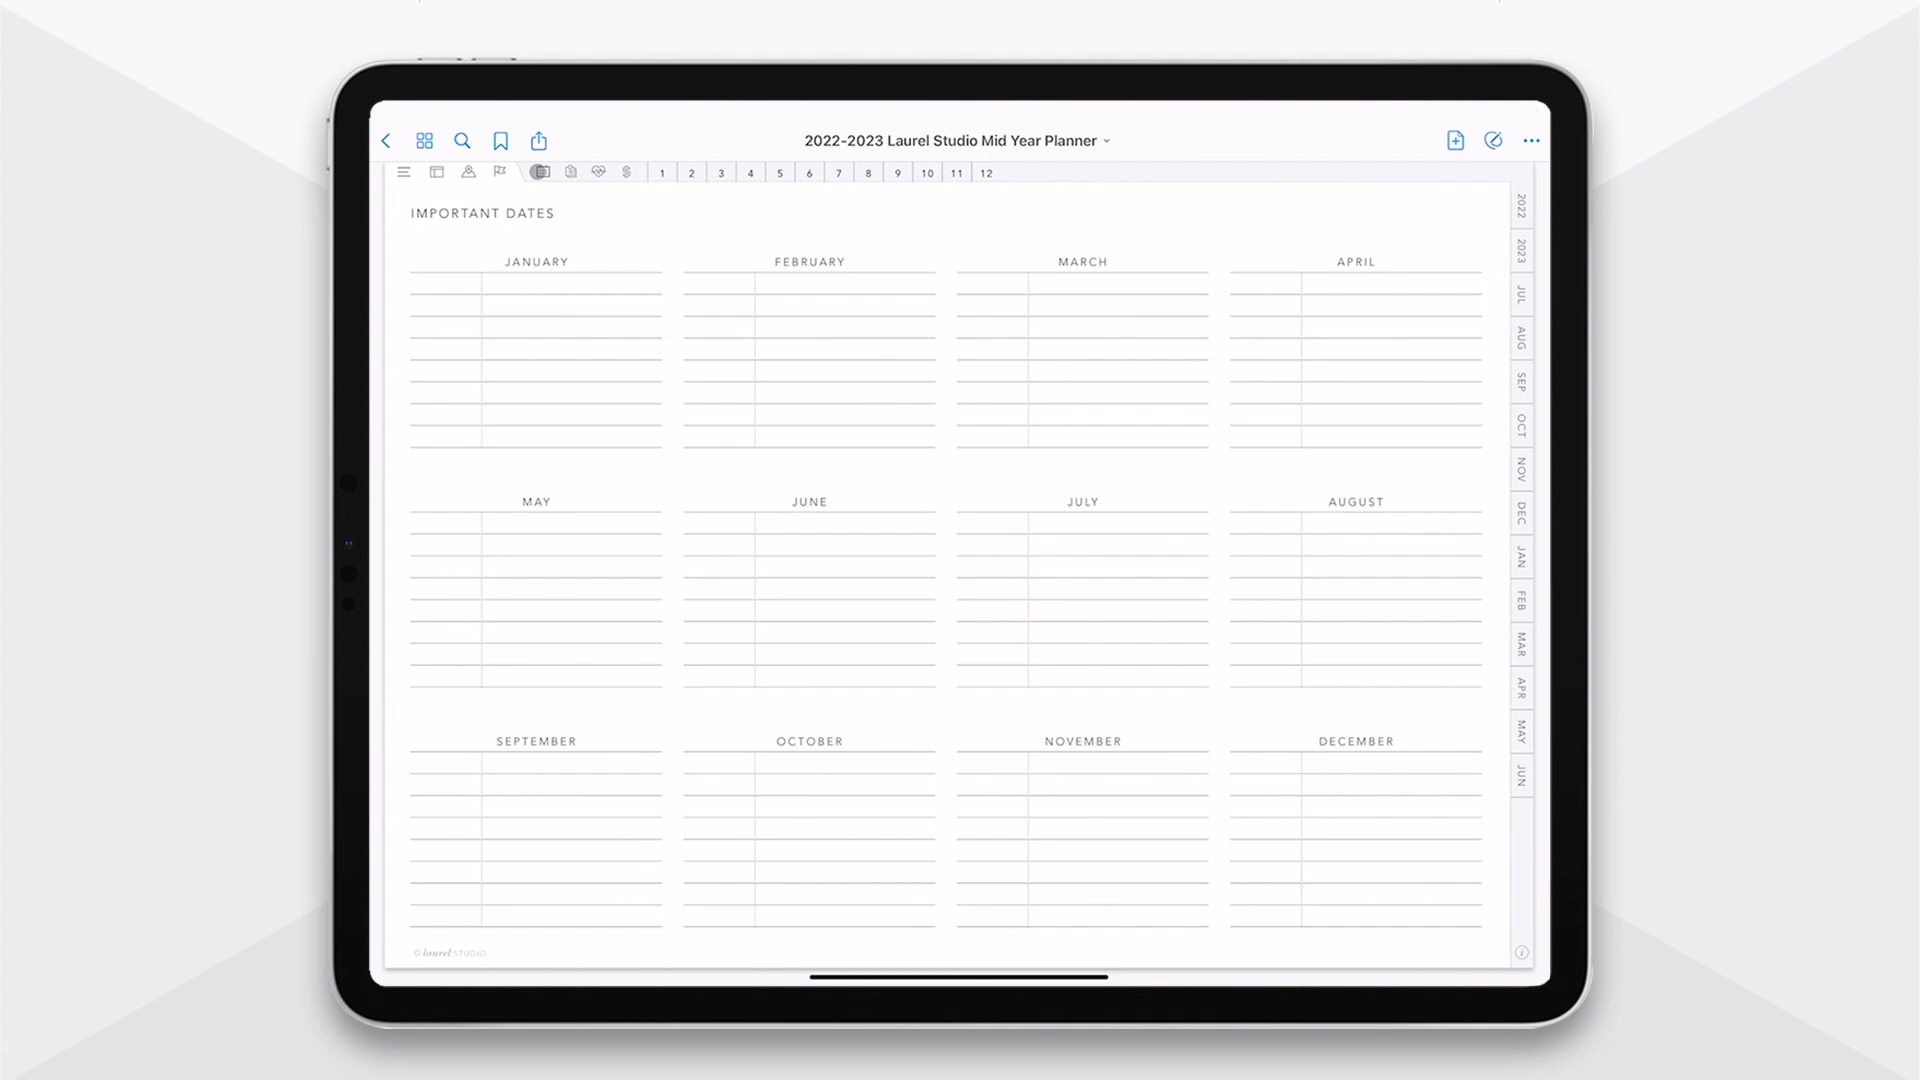 2022-2023 Laurel Studio Mid Year Planner
$ 1 2 3 4 5 6 7 8 9 10 11 12
IMPORTANT DATES
JANUARY FEBRUARY MARCH APRIL
MAY JUNE JULY AUGUST
SEPTEMBER OCTOBER NOVEMBER DECEMBER
© laurel STUDIO
2022
2023
JUL
AUG
SEP
OCT
NOV
DEC
JAN
FEB
MAR
APR
MAY
JUN
i